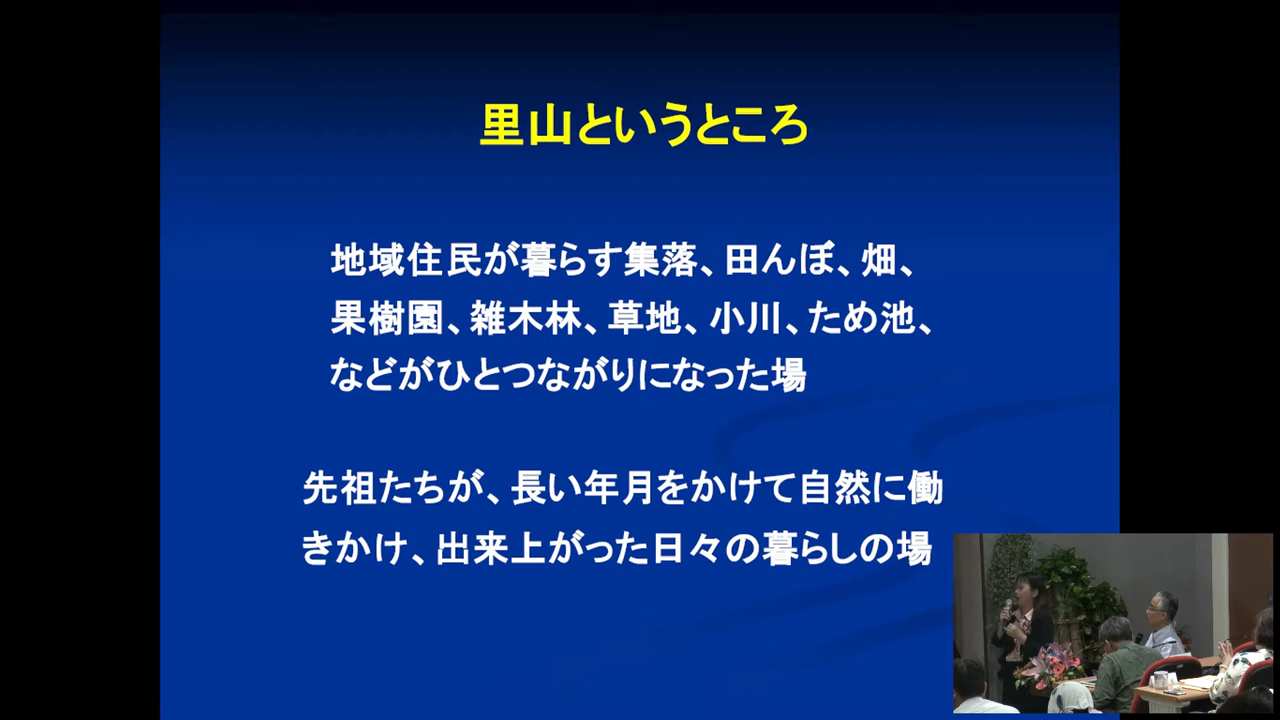 里山というところ
地域住民が暮らす集落、田んぼ、畑、
果樹園、雑木林、草地、小川、ため池、
などがひとつながりになった場
先祖たちが、長い年月をかけて自然に働
きかけ、出来上がった日々の暮らしの場